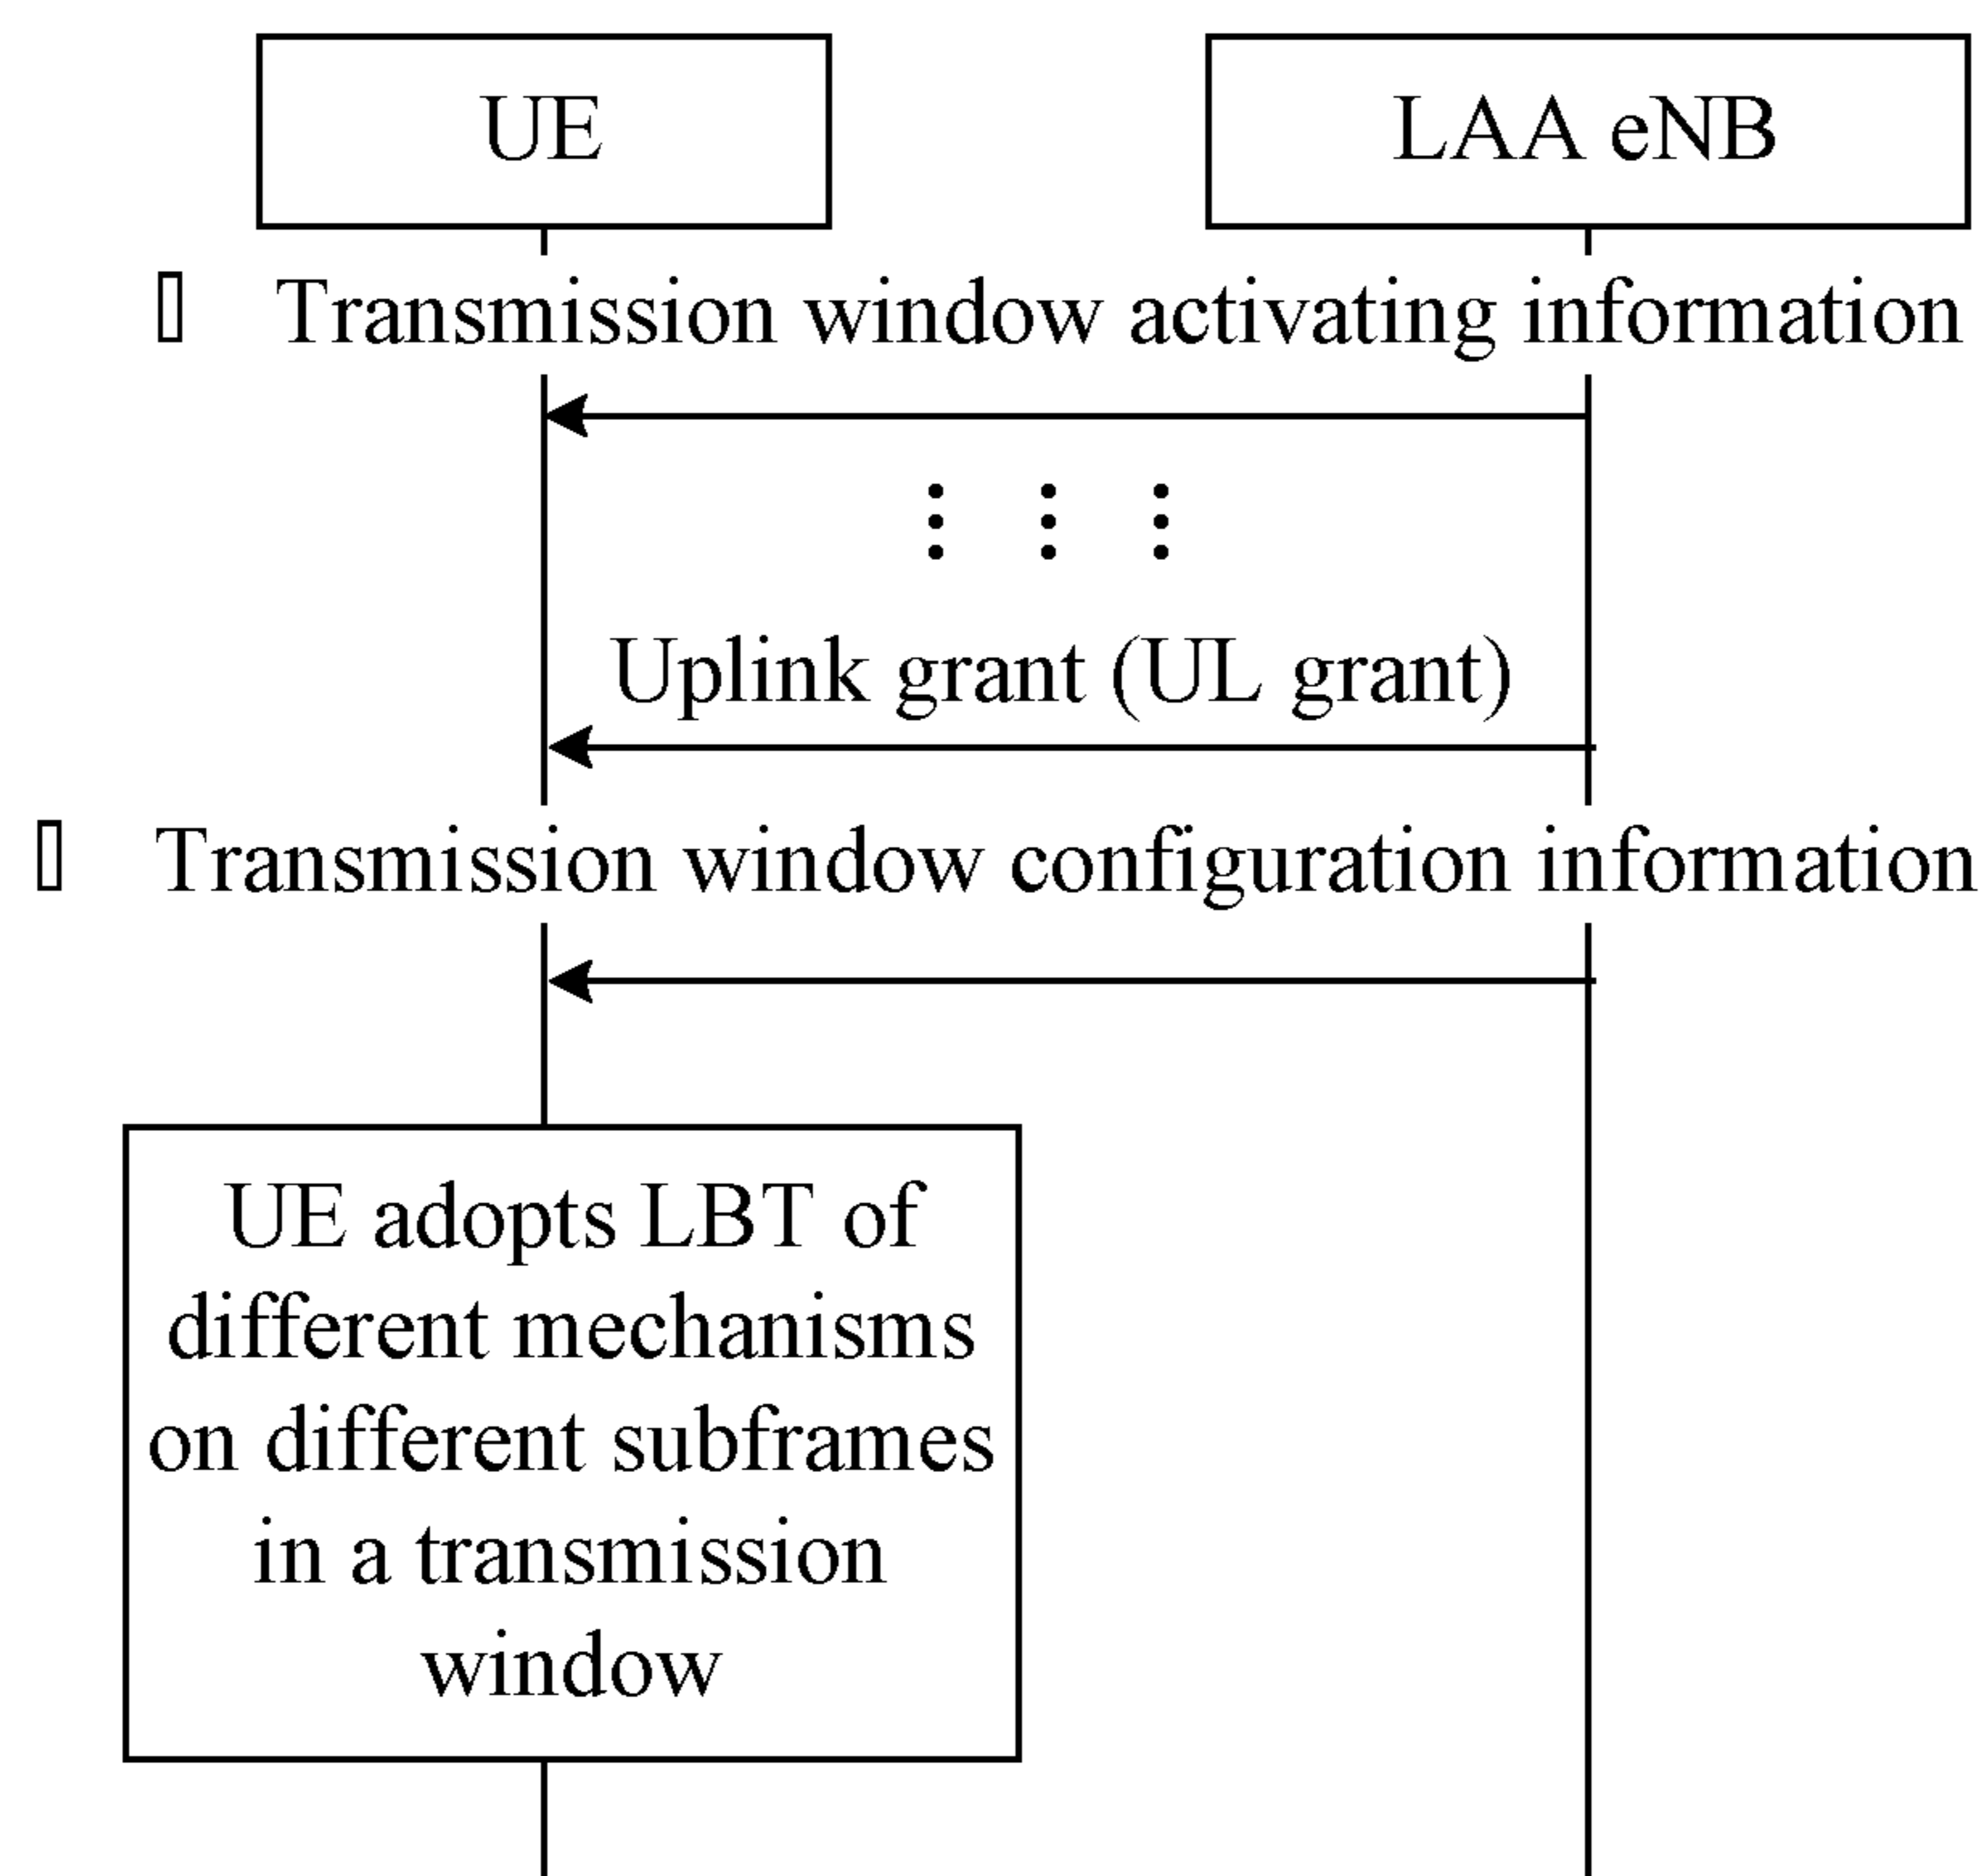 UE
LAA eNB
Transmission window activating information
Uplink grant (UL grant)
Transmission window configuration information
UE adopts LBT of
different mechanisms
on different subframes
in a transmission
window